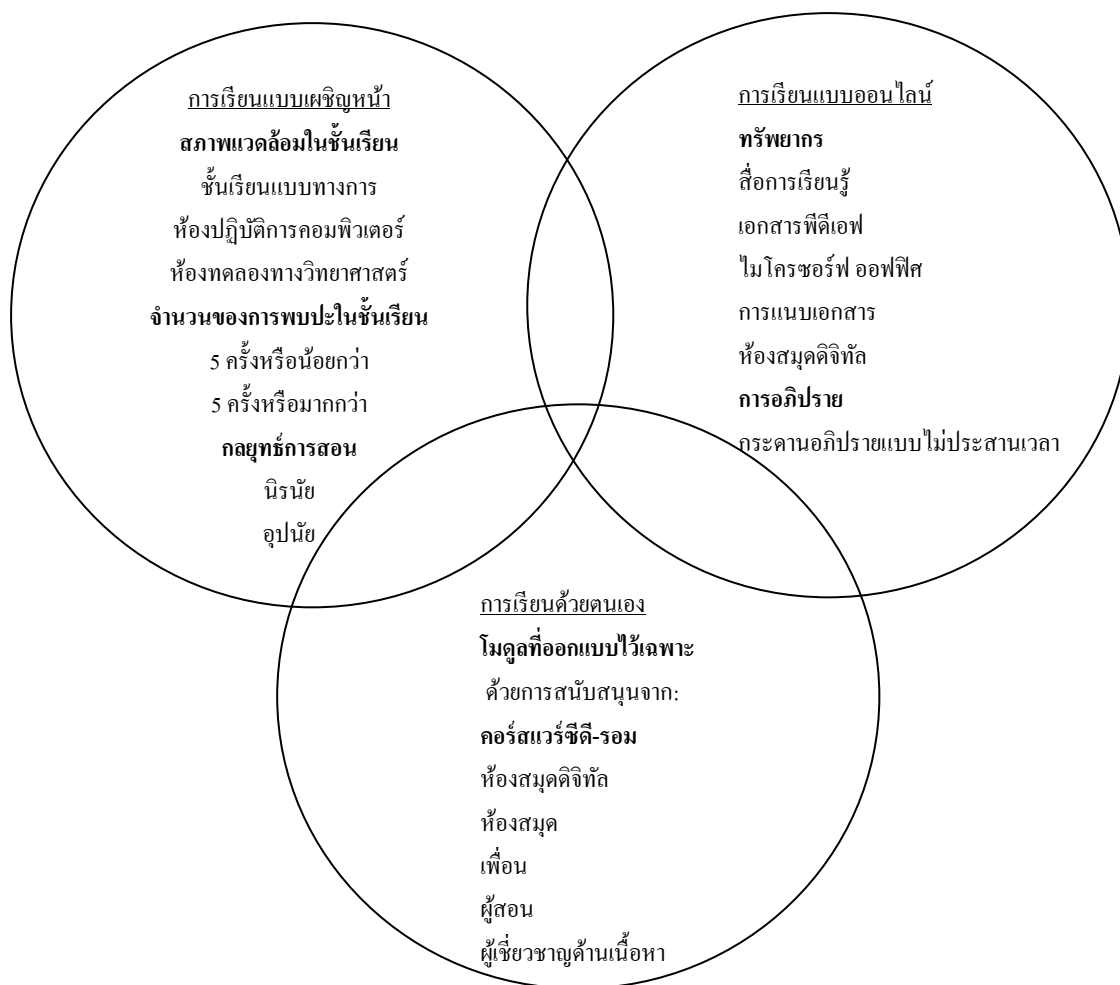 การเรียนแบบเผชิญหน้า
สภาพแวดล้อมในชั้นเรียน
ชั้นเรียนแบบทางการ
ห้องปฏิบัติการคอมพิวเตอร์
ห้องทดลองทางวิทยาศาสตร์
จำนวนของการพบปะในชั้นเรียน
5 ครั้งหรือน้อยกว่า
5 ครั้งหรือมากกว่า
กลยุทธ์การสอน
นิรนัย
อุปนัย
การเรียนแบบออนไลน์
ทรัพยากร
สื่อการเรียนรู้
เอกสารพีดีเอฟ
ไมโครซอร์ฟ ออฟฟิศ
การแนบเอกสาร
ห้องสมุดดิจิทัล
การอภิปราย
กระดานอภิปรายแบบไม่ประสานเวลา
การเรียนด้วยตนเอง
โมดูลที่ออกแบบไว้เฉพาะ
ด้วยการสนับสนุนจาก:
คอร์สแวร์ซีดี-รอม
ห้องสมุดดิจิทัล
ห้องสมุด
เพื่อน
ผู้สอน
ผู้เชี่ยวชาญด้านเนื้อหา